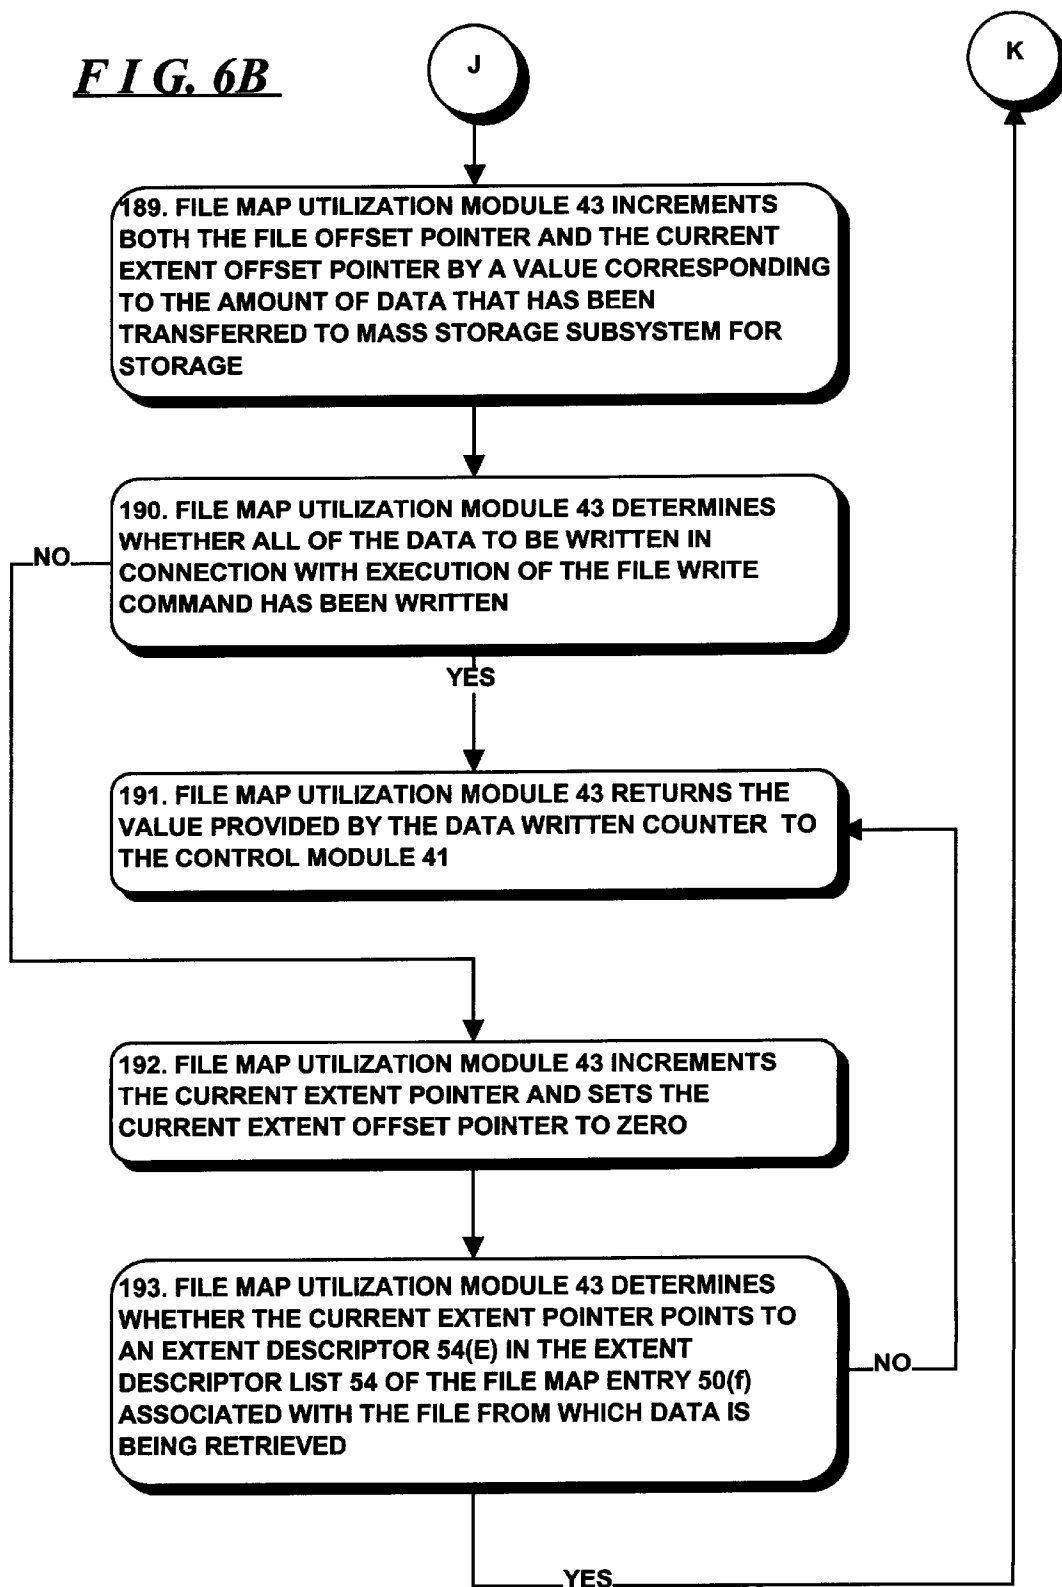 F I G. 6B
J
K
189. FILE MAP UTILIZATION MODULE 43 INCREMENTS
BOTH THE FILE OFFSET POINTER AND THE CURRENT
EXTENT OFFSET POINTER BY A VALUE CORRESPONDING
TO THE AMOUNT OF DATA THAT HAS BEEN
TRANSFERRED TO MASS STORAGE SUBSYSTEM FOR
STORAGE
190. FILE MAP UTILIZATION MODULE 43 DETERMINES
WHETHER ALL OF THE DATA TO BE WRITTEN IN
CONNECTION WITH EXECUTION OF THE FILE WRITE
COMMAND HAS BEEN WRITTEN
NO
YES
191. FILE MAP UTILIZATION MODULE 43 RETURNS THE
VALUE PROVIDED BY THE DATA WRITTEN COUNTER TO
THE CONTROL MODULE 41
192. FILE MAP UTILIZATION MODULE 43 INCREMENTS
THE CURRENT EXTENT POINTER AND SETS THE
CURRENT EXTENT OFFSET POINTER TO ZERO
193. FILE MAP UTILIZATION MODULE 43 DETERMINES
WHETHER THE CURRENT EXTENT POINTER POINTS TO
AN EXTENT DESCRIPTOR 54(E) IN THE EXTENT
DESCRIPTOR LIST 54 OF THE FILE MAP ENTRY 50(f)
ASSOCIATED WITH THE FILE FROM WHICH DATA IS
BEING RETRIEVED
NO
YES